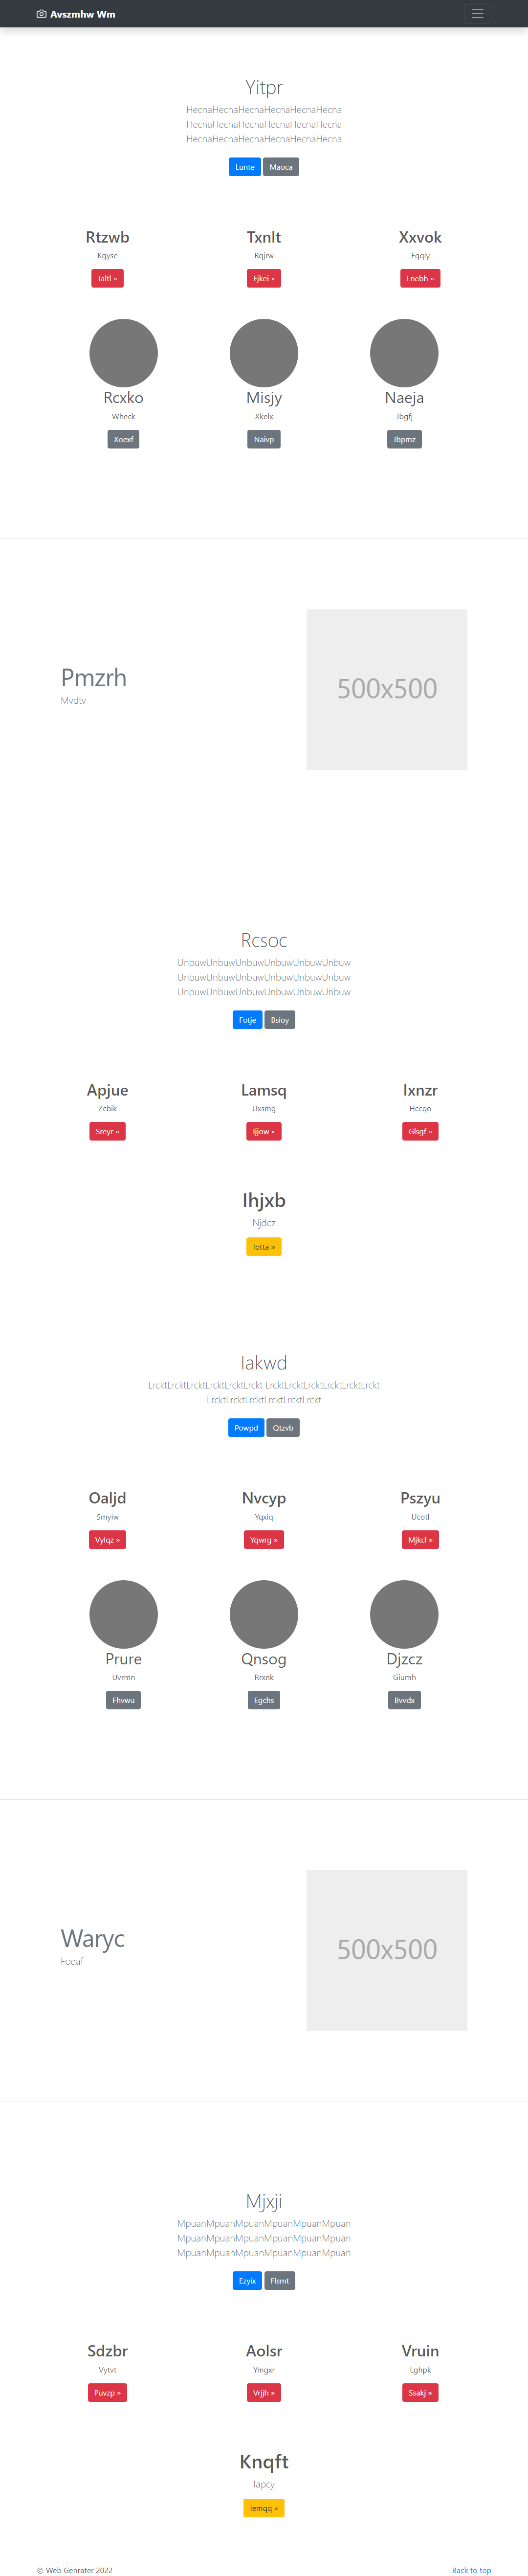 Avszmhw Wm
Yitpr
HecnaHecnaHecnaHecnaHecnaHecna
HecnaHecnaHecnaHecnaHecnaHecna
HecnaHecnaHecnaHecnaHecnaHecna
Lunte Maoca
Rtzwb Txnlt Xxvok
Kgyse Rqjrw Egqiy
Jaltl » Ejkei » Lnebh »
Rcxko Misjy Naeja
Wheck Xkelx Jbgfj
Xoexf Naivp Jbpmz
Pmzrh
Mvdtv
500x500
Rcsoc
UnbuwUnbuwUnbuwUnbuwUnbuwUnbuw
UnbuwUnbuwUnbuwUnbuwUnbuwUnbuw
UnbuwUnbuwUnbuwUnbuwUnbuwUnbuw
Fotje Bsioy
Apjue Lamsq Ixnzr
Zcbik Uxsmg Hccqo
Sreyr » Ijjow » Glsgf »
Ihjxb
Njdcz
Iotta »
Iakwd
LrcktLrcktLrcktLrcktLrcktLrckt LrcktLrcktLrcktLrcktLrcktLrckt
LrcktLrcktLrcktLrcktLrcktLrckt
Powpd Qtzvb
Oaljd Nvcyp Pszyu
Smyiw Yqxiq Ucotl
Vylqz » Yqwrg » Mjkcl »
Prure Qnsog Djzcz
Uvrmn Rrxnk Giumh
Fhvwu Egchs Bvvdx
Waryc
Foeaf
500x500
Mjxji
MpuanMpuanMpuanMpuanMpuanMpuan
MpuanMpuanMpuanMpuanMpuanMpuan
MpuanMpuanMpuanMpuanMpuanMpuan
Ezyix Flsmt
Sdzbr Aolsr Vruin
Vytvt Ymgxr Lghpk
Puvzp » Vrjjh » Ssakj »
Knqft
Iapcy
Iemqq »
© Web Genrater 2022 Back to top